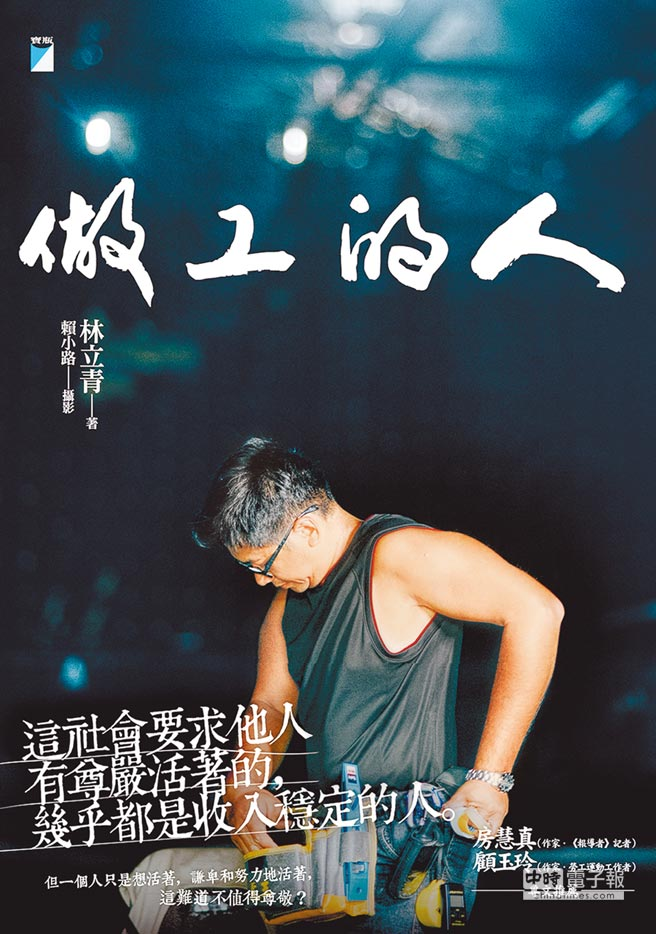 寶瓶
做工的人
林立青——著
賴小路——攝影
這社會要求他人
有尊嚴活著的，
幾乎都是收入穩定的人。
但一個人只是想活著，謙卑和努力地活著，
這難道不值得尊敬？
房慧真（作家．《報導者》記者）
顧玉玲（作家．勞工運動工作者）
中時電子報